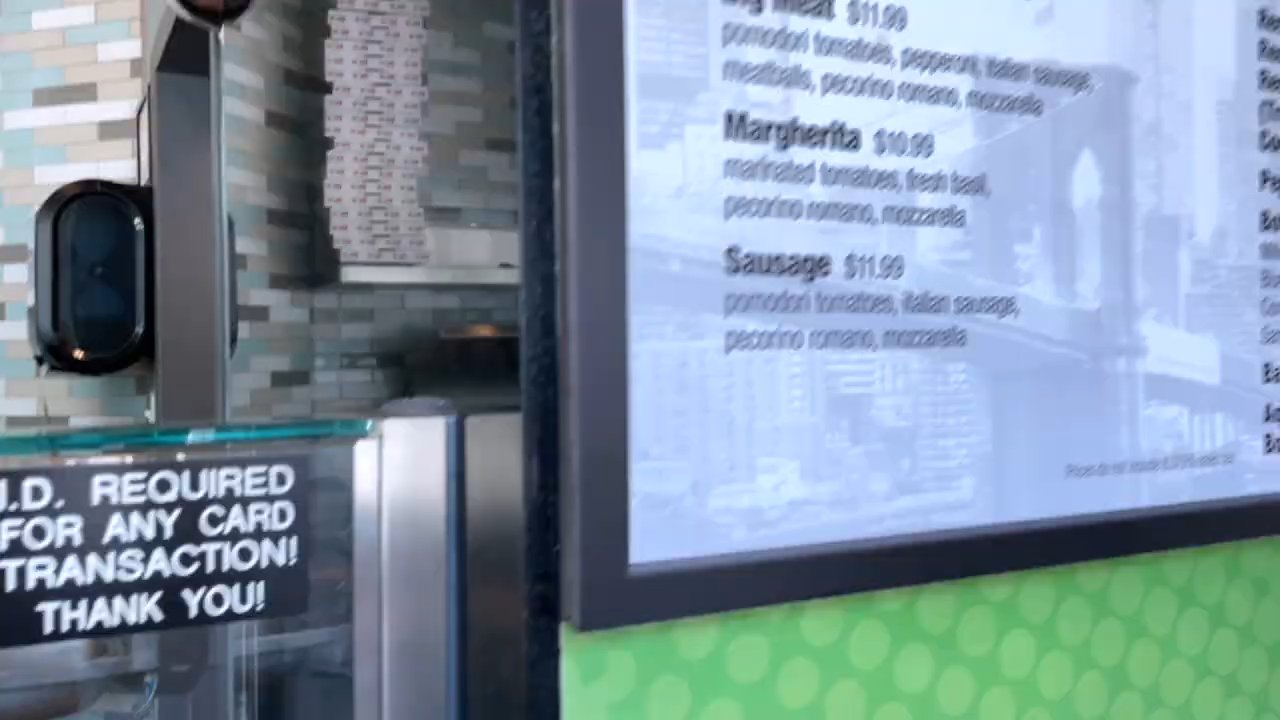 Big Meat $11.99
pomodori tomatoes, pepperoni, italian sausage,
meatballs, pecorino romano, mozzarella
Margherita $10.99
marinated tomatoes, fresh basil,
pecorino romano, mozzarella
Sausage $11.99
pomodori tomatoes, italian sausage,
pecorino romano, mozzarella
I.D. REQUIRED
FOR ANY CARD
TRANSACTION!
THANK YOU!